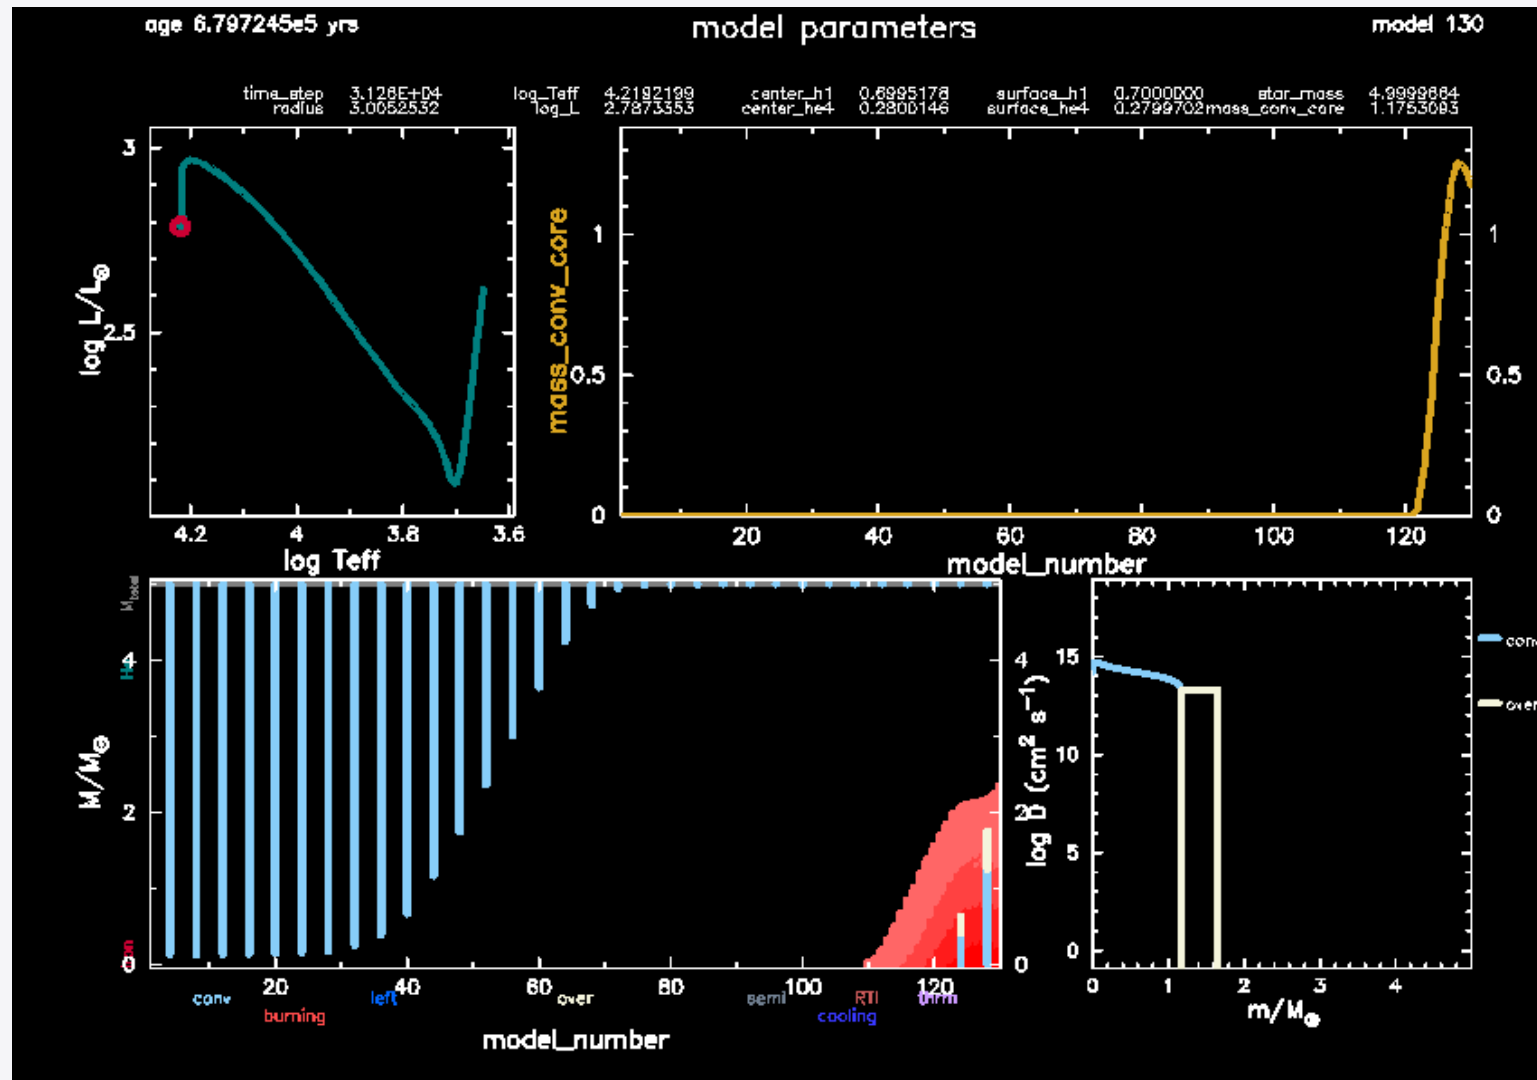 age 6.797245e5 yrs
model parameters
model 130
time_step 3.126E+04 log_Teff 4.2192199 center_h1 0.6995178 surface_h1 0.7000000 star_mass 4.9999664
radius 3.0052532 log_L 2.7873353 center_he4 0.2800146 surface_he4 0.2799702 mass_conv_core 1.1753093
3
2.5
log L/L⊙
4.2 4 3.8 3.6
log Teff
mass_conv_core
1
0.5
0
1
0.5
0
20 40 60 80 100 120
model_number
M/M⊙
4
2
0
4
2
0
20 40 60 80 100 120
conv left over semi RTI thrm
burning cooling
model_number
log D (cm² s⁻¹)
15
10
5
0
0 1 2 3 4
m/M⊙